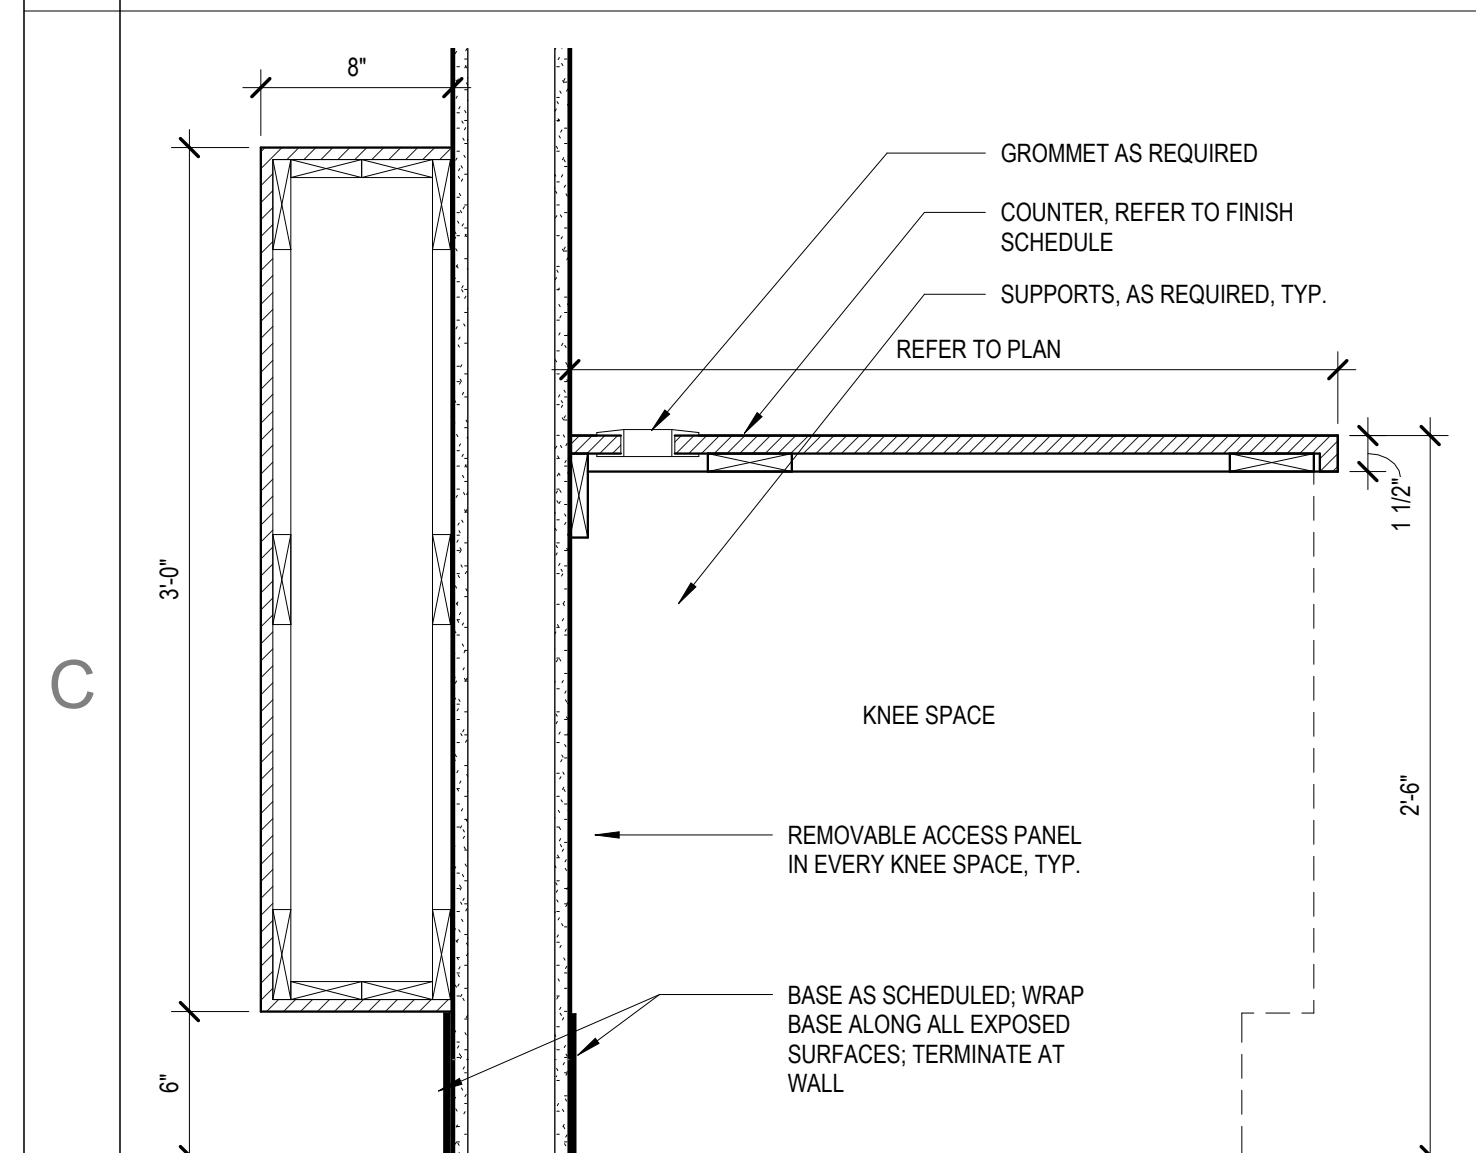 8"
GROMMET AS REQUIRED
COUNTER, REFER TO FINISH
SCHEDULE
SUPPORTS, AS REQUIRED, TYP.
REFER TO PLAN
1 1/2"
3'-0"
C
KNEE SPACE
2'-6"
REMOVABLE ACCESS PANEL
IN EVERY KNEE SPACE, TYP.
BASE AS SCHEDULED; WRAP
BASE ALONG ALL EXPOSED
SURFACES; TERMINATE AT
WALL
6"